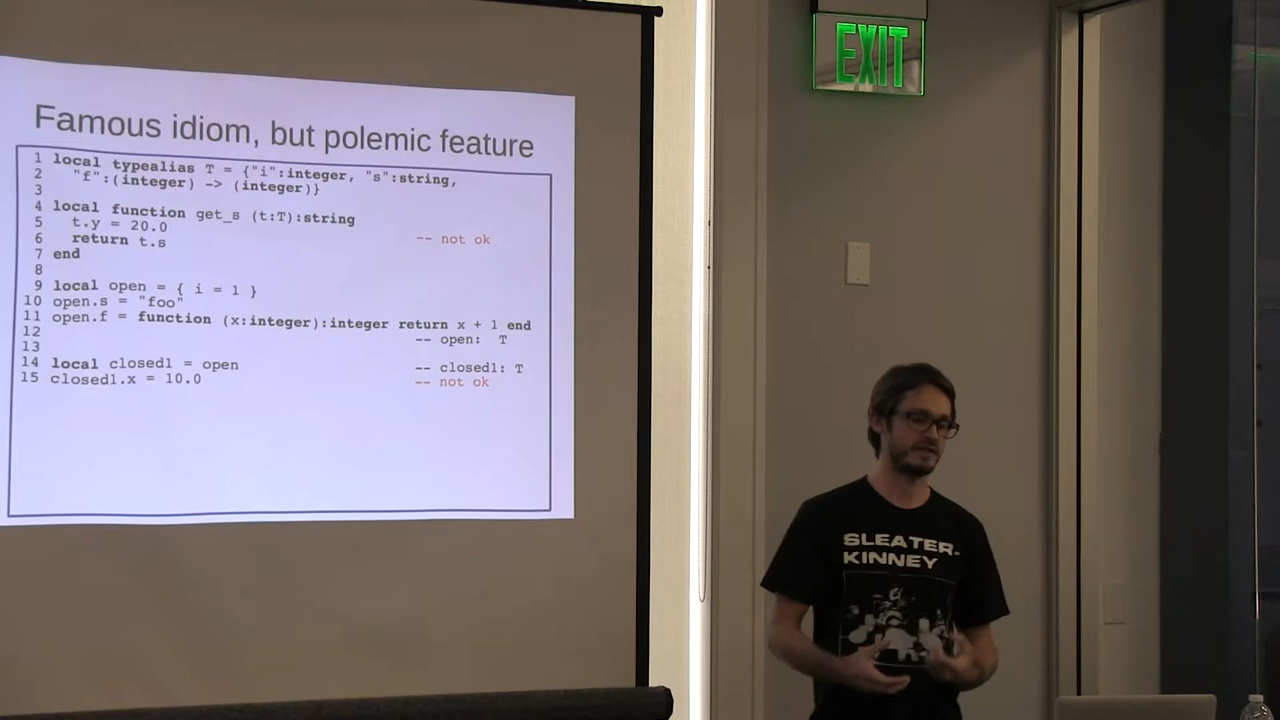 EXIT
Famous idiom, but polemic feature
1 local typealias T = {"i":integer, "s":string,
2 "f":(integer) -> (integer)}
3
4 local function get_s (t:T):string
5 t.y = 20.0
6 return t.s -- not ok
7 end
8
9 local open = { i = 1 }
10 open.s = "foo"
11 open.f = function (x:integer):integer return x + 1 end
12 -- open: T
13
14 local closed1 = open -- closed1: T
15 closed1.x = 10.0 -- not ok
SLEATER-
KINNEY